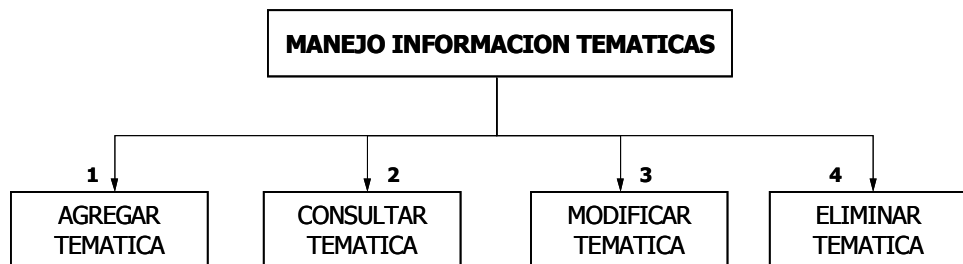 MANEJO INFORMACION TEMATICAS
1 2 3 4
AGREGAR
TEMATICA
CONSULTAR
TEMATICA
MODIFICAR
TEMATICA
ELIMINAR
TEMATICA